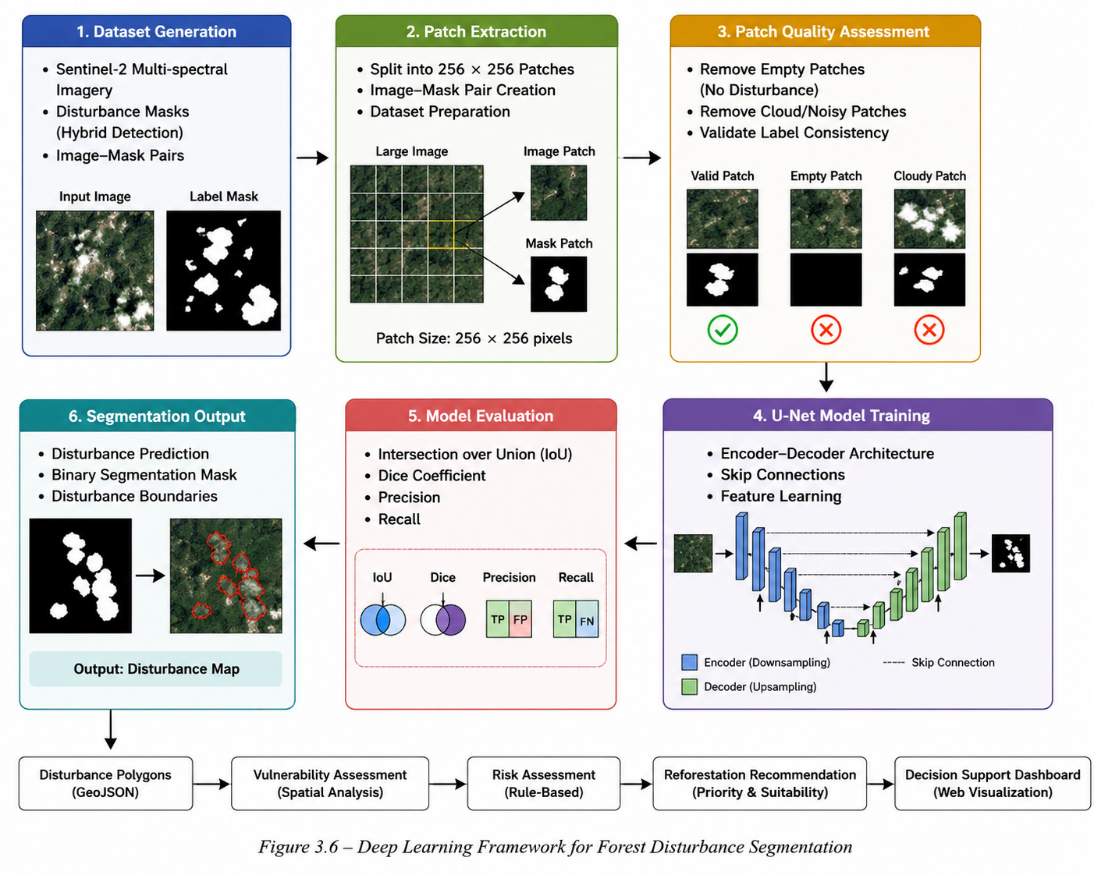 1. Dataset Generation
• Sentinel-2 Multi-spectral
Imagery
• Disturbance Masks
(Hybrid Detection)
• Image–Mask Pairs
Input Image
Label Mask
2. Patch Extraction
• Split into 256 × 256 Patches
• Image–Mask Pair Creation
• Dataset Preparation
Large Image
Image Patch
Mask Patch
Patch Size: 256 × 256 pixels
3. Patch Quality Assessment
• Remove Empty Patches
(No Disturbance)
• Remove Cloud/Noisy Patches
• Validate Label Consistency
Valid Patch
Empty Patch
Cloudy Patch
4. U-Net Model Training
• Encoder–Decoder Architecture
• Skip Connections
• Feature Learning
Encoder (Downsampling)
Skip Connection
Decoder (Upsampling)
5. Model Evaluation
• Intersection over Union (IoU)
• Dice Coefficient
• Precision
• Recall
IoU
Dice
Precision
Recall
TP FP
TP FN
6. Segmentation Output
• Disturbance Prediction
• Binary Segmentation Mask
• Disturbance Boundaries
Output: Disturbance Map
Disturbance Polygons
(GeoJSON)
Vulnerability Assessment
(Spatial Analysis)
Risk Assessment
(Rule-Based)
Reforestation Recommendation
(Priority & Suitability)
Decision Support Dashboard
(Web Visualization)
Figure 3.6 – Deep Learning Framework for Forest Disturbance Segmentation